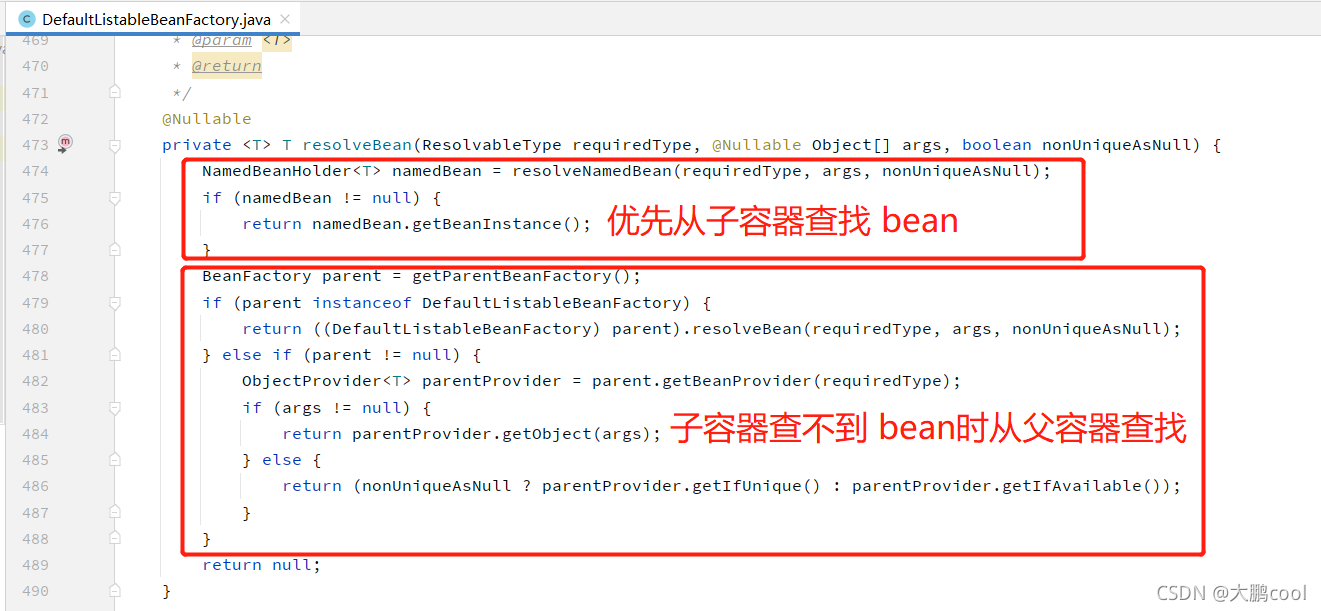 C DefaultListableBeanFactory.java ×
469 * @param <T>
470 * @return
471 */
472 @Nullable
473 m private <T> T resolveBean(ResolvableType requiredType, @Nullable Object[] args, boolean nonUniqueAsNull) {
474 NamedBeanHolder<T> namedBean = resolveNamedBean(requiredType, args, nonUniqueAsNull);
475 if (namedBean != null) {
476 return namedBean.getBeanInstance(); 优先从子容器查找 bean
477 }
478 BeanFactory parent = getParentBeanFactory();
479 if (parent instanceof DefaultListableBeanFactory) {
480 return ((DefaultListableBeanFactory) parent).resolveBean(requiredType, args, nonUniqueAsNull);
481 } else if (parent != null) {
482 ObjectProvider<T> parentProvider = parent.getBeanProvider(requiredType);
483 if (args != null) {
484 return parentProvider.getObject(args); 子容器查不到 bean时从父容器查找
485 } else {
486 return (nonUniqueAsNull ? parentProvider.getIfUnique() : parentProvider.getIfAvailable());
487 }
488 }
489 return null;
490 }
CSDN @大鹏cool